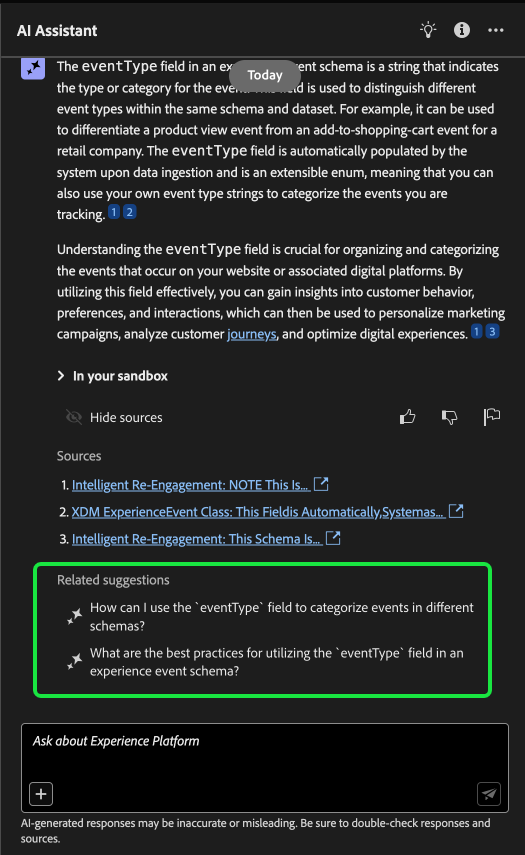 AI Assistant
The eventType field in an ex ent schema is a string that indicates
Today
the type or category for the event. This field is used to distinguish different
event types within the same schema and dataset. For example, it can be used
to differentiate a product view event from an add-to-shopping-cart event for a
retail company. The eventType field is automatically populated by the
system upon data ingestion and is an extensible enum, meaning that you can
also use your own event type strings to categorize the events you are
tracking. 1 2
Understanding the eventType field is crucial for organizing and categorizing
the events that occur on your website or associated digital platforms. By
utilizing this field effectively, you can gain insights into customer behavior,
preferences, and interactions, which can then be used to personalize marketing
campaigns, analyze customer journeys, and optimize digital experiences. 1 3
In your sandbox
Hide sources
Sources
1. Intelligent Re-Engagement: NOTE This Is...
2. XDM ExperienceEvent Class: This Fieldis Automatically,Systemas...
3. Intelligent Re-Engagement: This Schema Is...
Related suggestions
How can I use the `eventType` field to categorize events in different
schemas?
What are the best practices for utilizing the `eventType` field in an
experience event schema?
Ask about Experience Platform
AI-generated responses may be inaccurate or misleading. Be sure to double-check responses and
sources.